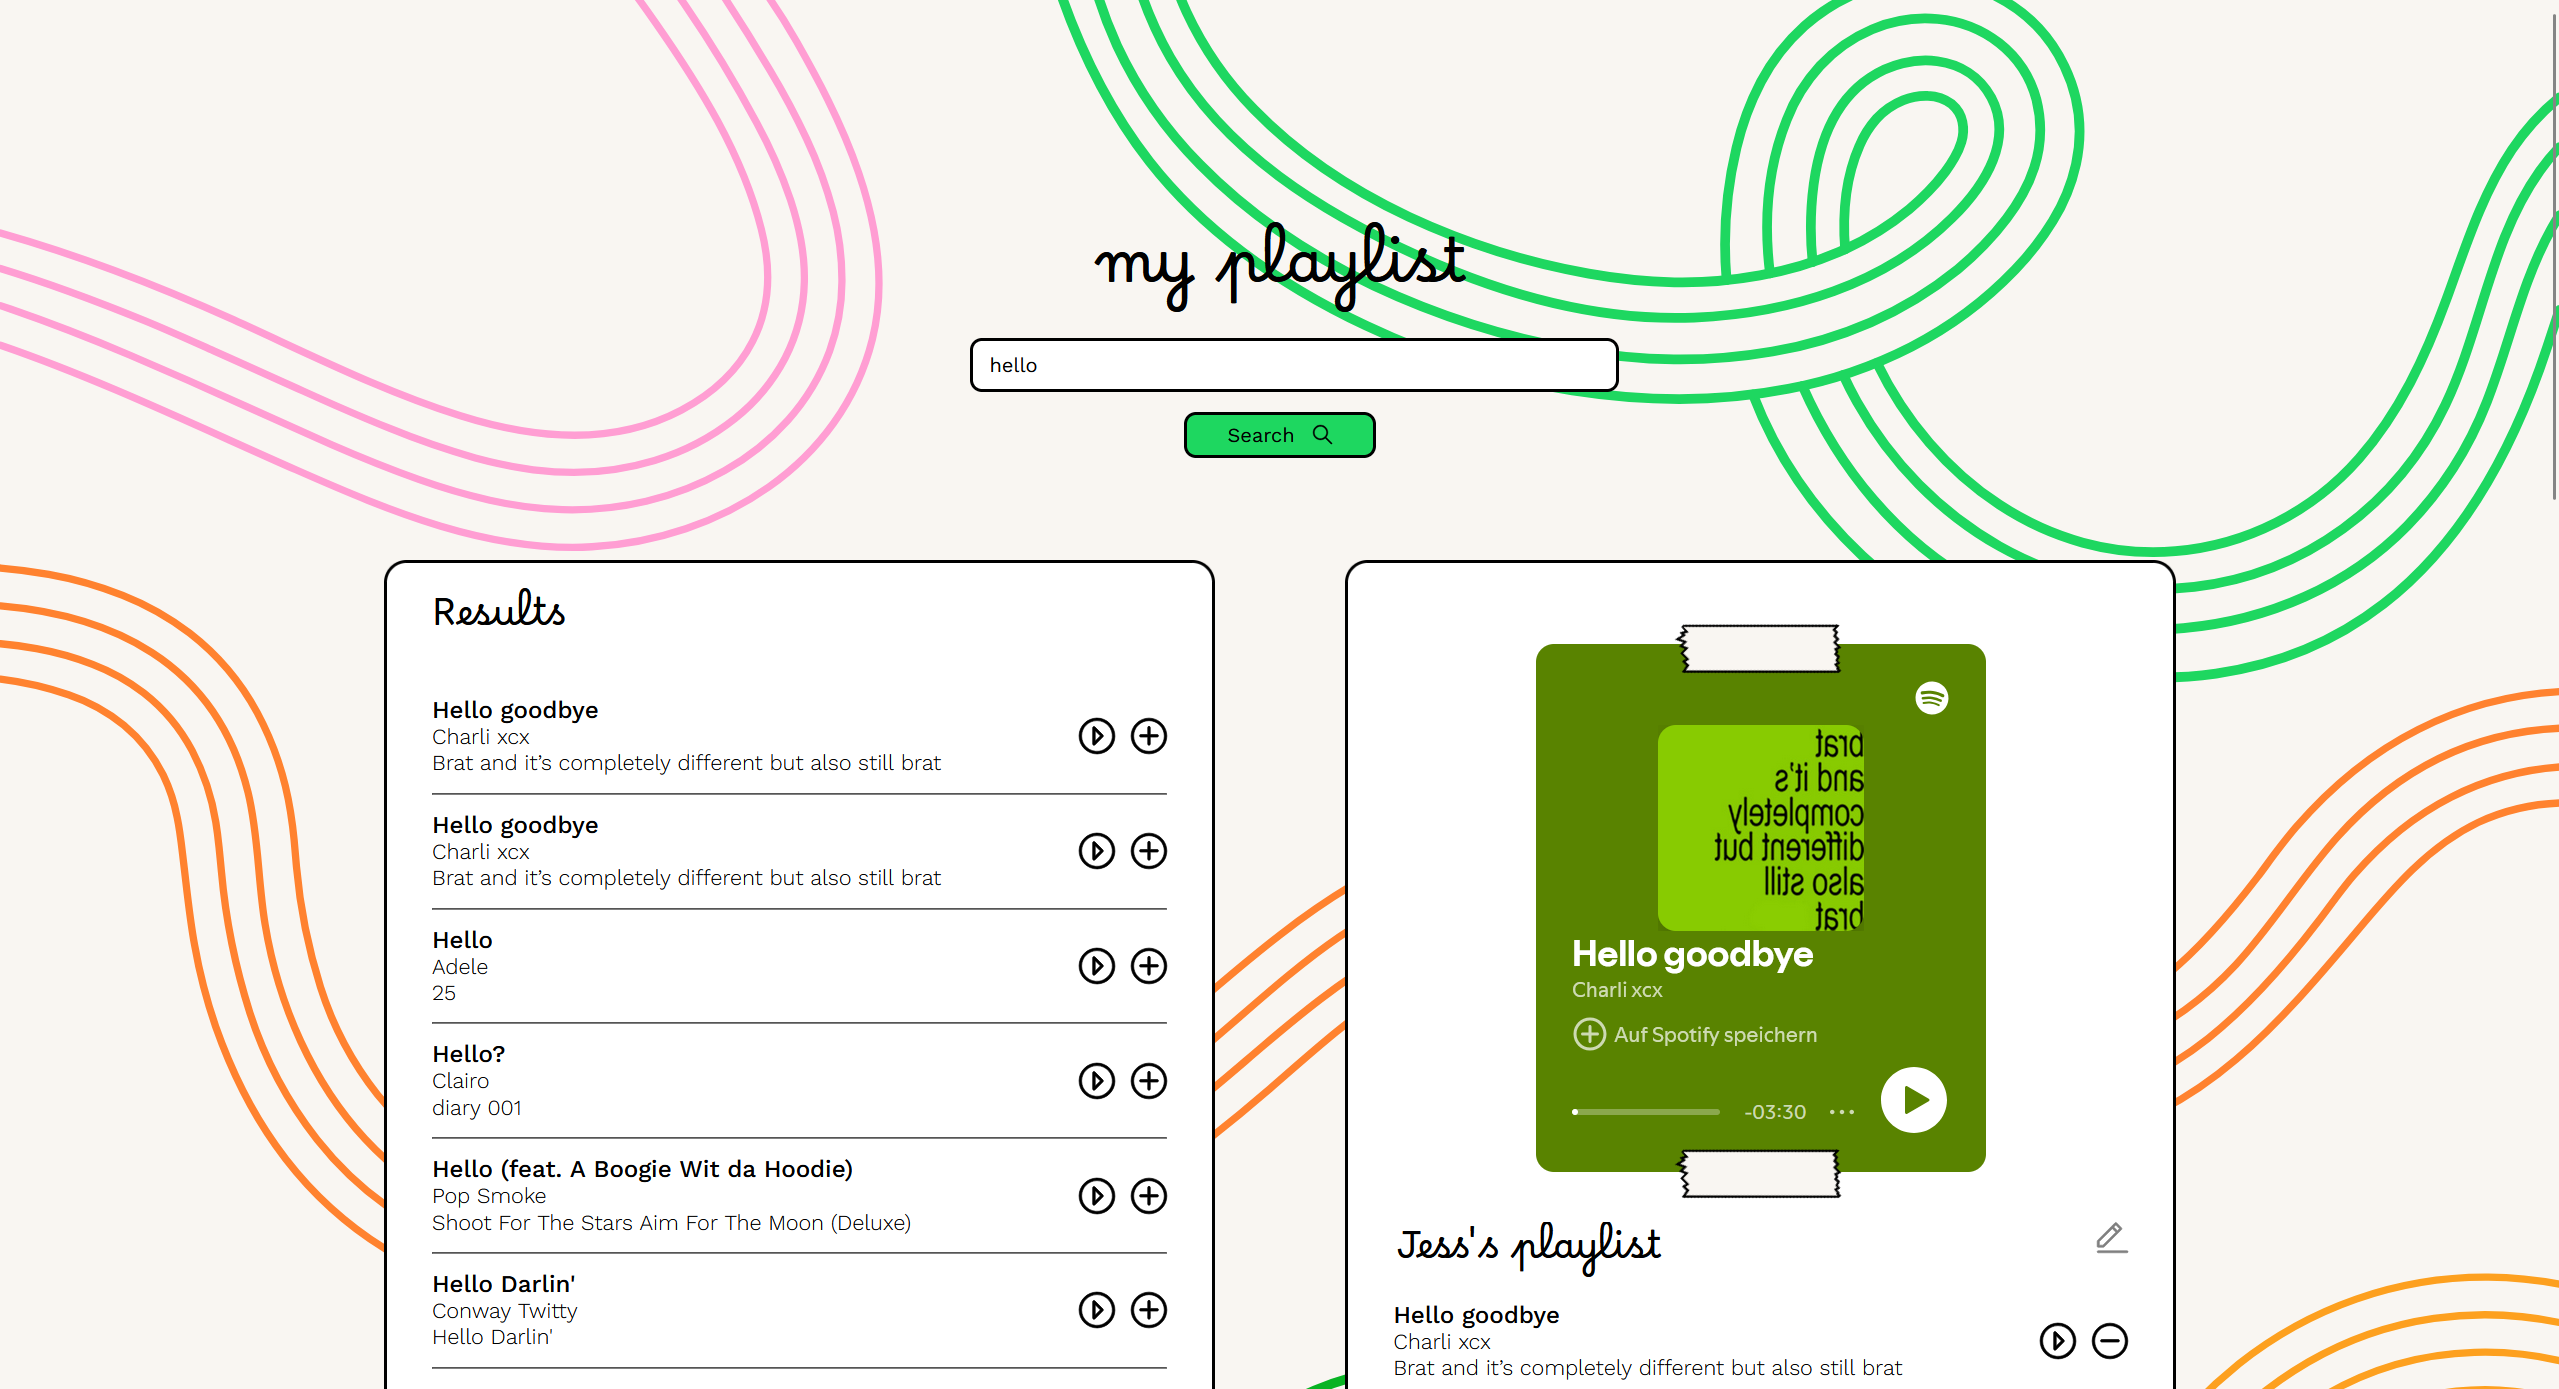 my playlist
hello
Search
Results
Hello goodbye
Charli xcx
Brat and it’s completely different but also still brat
Hello goodbye
Charli xcx
Brat and it’s completely different but also still brat
Hello
Adele
25
Hello?
Clairo
diary 001
Hello (feat. A Boogie Wit da Hoodie)
Pop Smoke
Shoot For The Stars Aim For The Moon (Deluxe)
Hello Darlin'
Conway Twitty
Hello Darlin'
brat
and it's
completely
different but
also still
brat
Hello goodbye
Charli xcx
Auf Spotify speichern
-03:30
Jess's playlist
Hello goodbye
Charli xcx
Brat and it’s completely different but also still brat